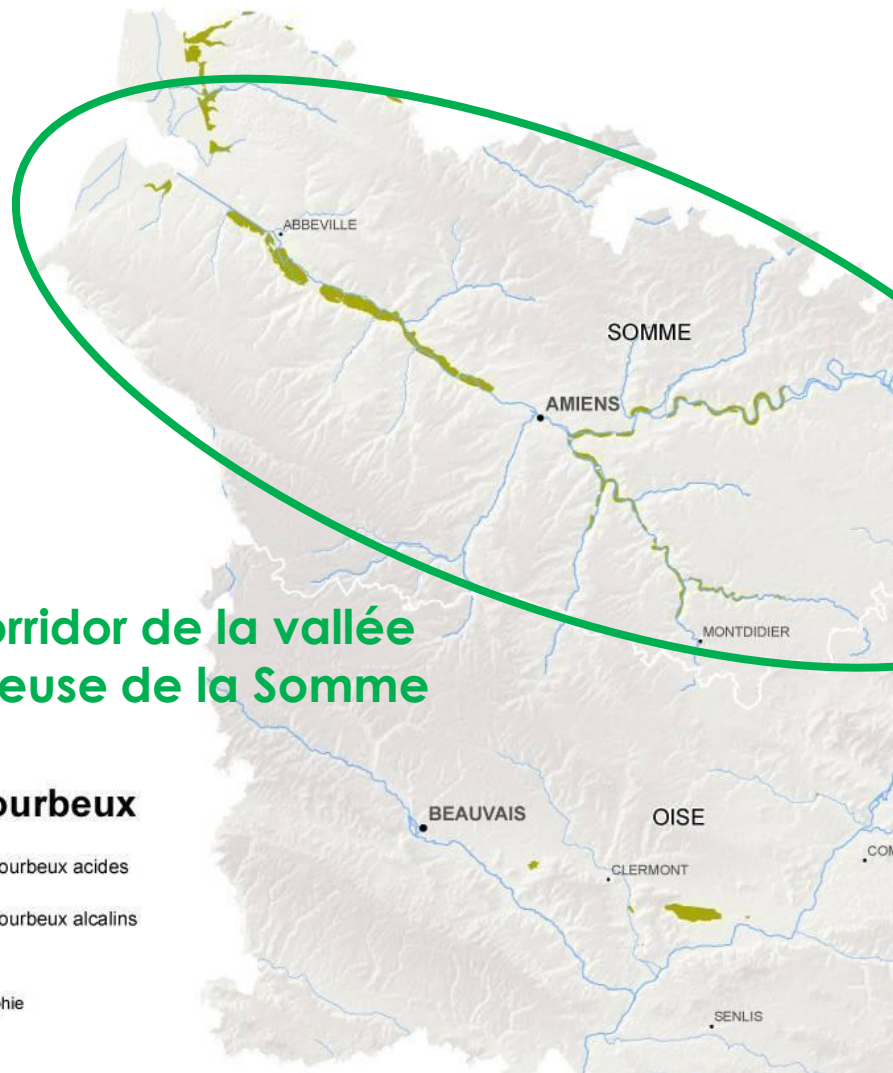 ABBEVILLE
SOMME
AMIENS
MONTDIDIER
orridor de la vallée
euse de la Somme
ourbeux
ourbeux acides
ourbeux alcalins
hie
BEAUVAIS
OISE
CLERMONT
COM
SENLIS